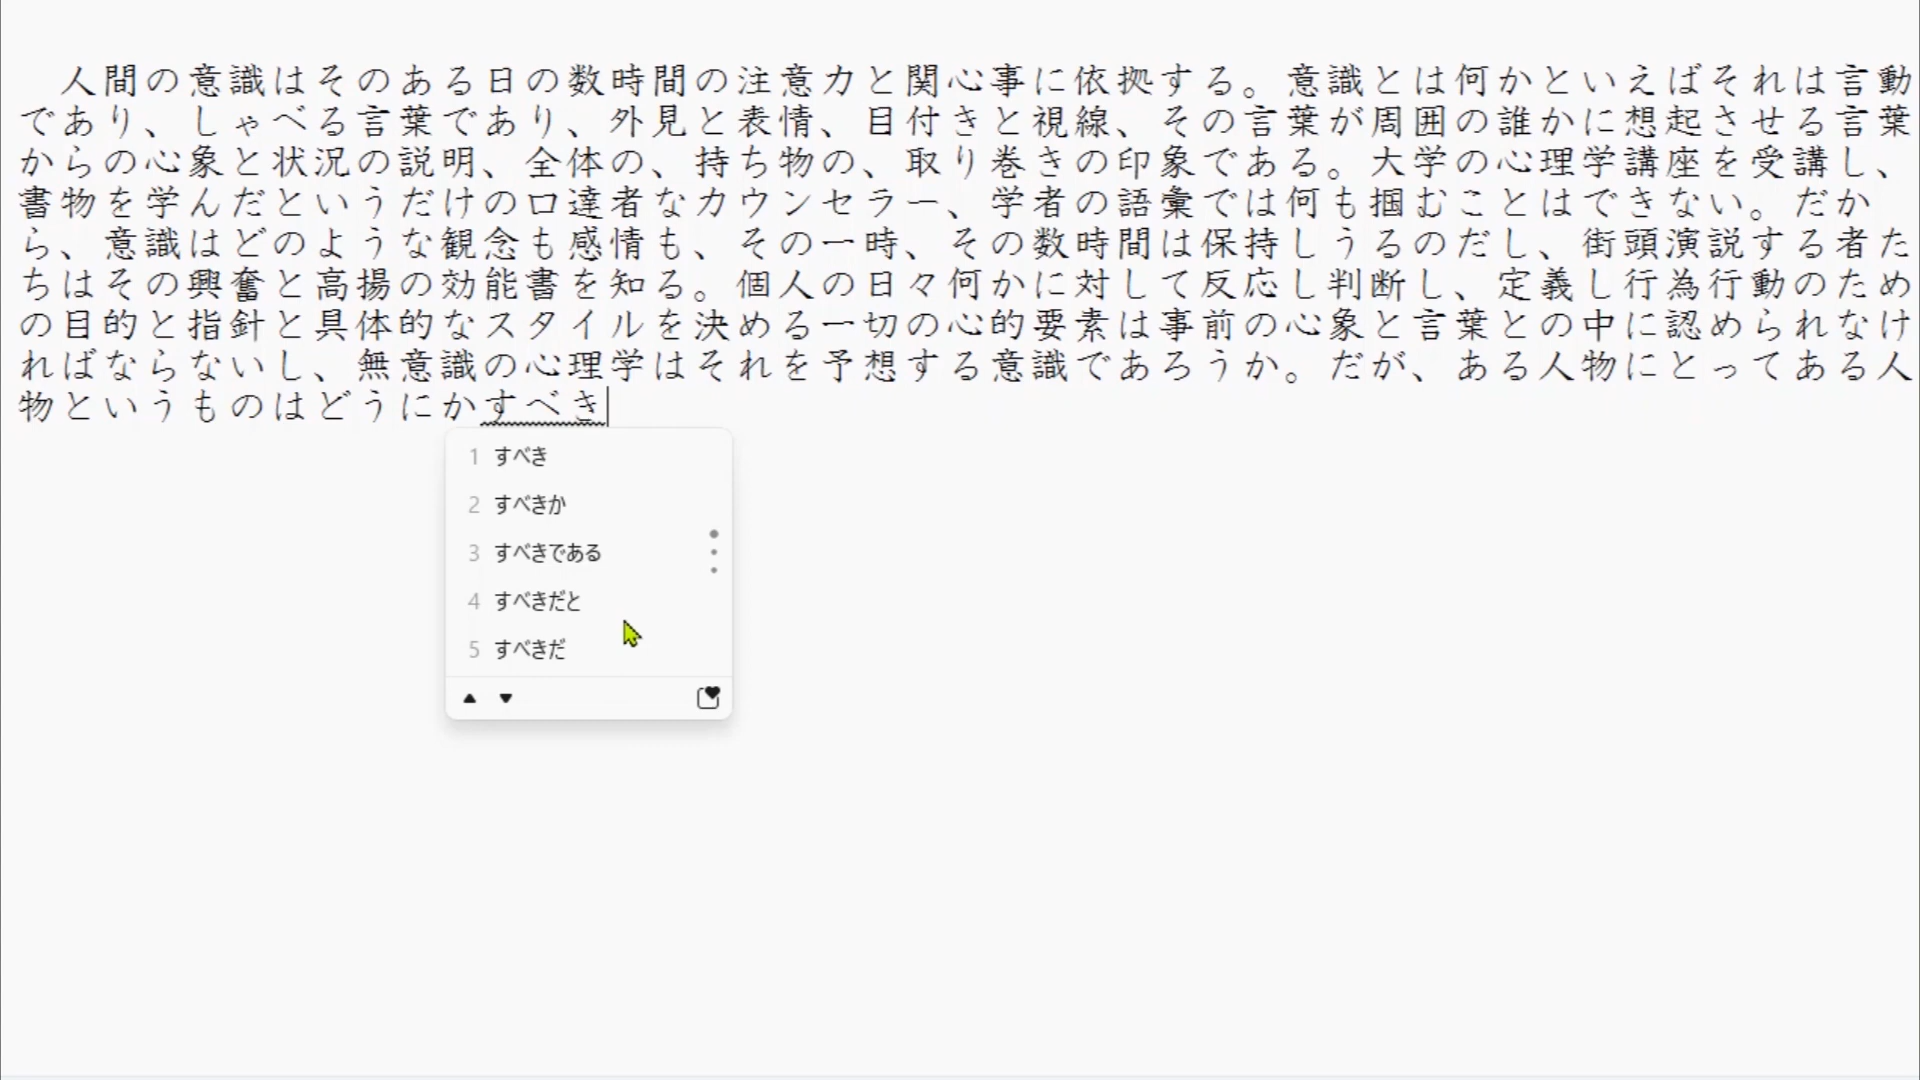 人間の意識はそのある日の数時間の注意力と関心事に依拠する。意識とは何かといえばそれは言動
であり、しゃべる言葉であり、外見と表情、目付きと視線、その言葉が周囲の誰かに想起させる言葉
からの心象と状況の説明、全体の、持ち物の、取り巻きの印象である。大学の心理学講座を受講し、
書物を学んだというだけの口達者なカウンセラー、学者の語彙では何も掴むことはできない。だか
ら、意識はどのような観念も感情も、その一時、その数時間は保持しうるのだし、街頭演説する者た
ちはその興奮と高揚の効能書を知る。個人の日々何かに対して反応し判断し、定義し行為行動のため
の目的と指針と具体的なスタイルを決める一切の心的要素は事前の心象と言葉との中に認められなけ
ればならないし、無意識の心理学はそれを予想する意識であろうか。だが、ある人物にとってある人
物というものはどうにかすべき
1 すべき
2 すべきか
3 すべきである
4 すべきだと
5 すべきだ